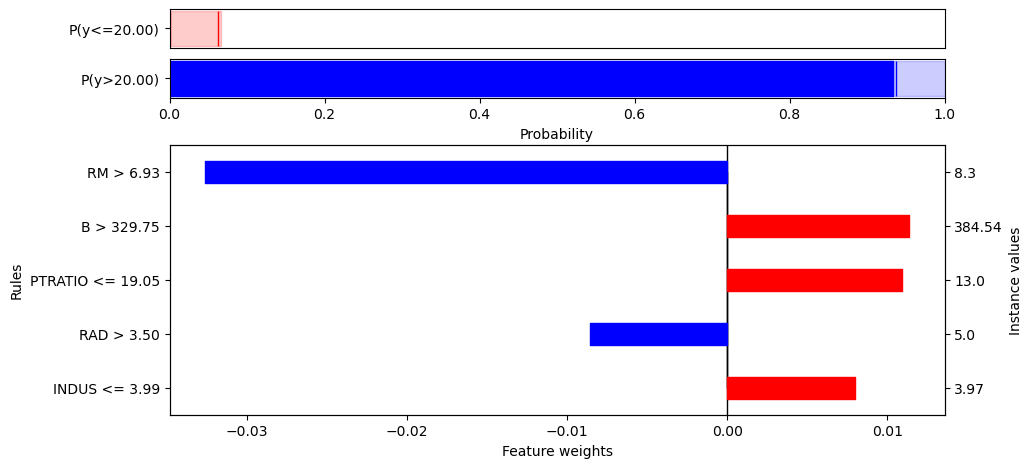 P(y<=20.00)
P(y>20.00)
0.0 0.2 0.4 0.6 0.8 1.0
Probability
RM > 6.93 8.3
B > 329.75 384.54
PTRATIO <= 19.05 13.0
RAD > 3.50 5.0
INDUS <= 3.99 3.97
Rules
Instance values
−0.03 −0.02 −0.01 0.00 0.01
Feature weights